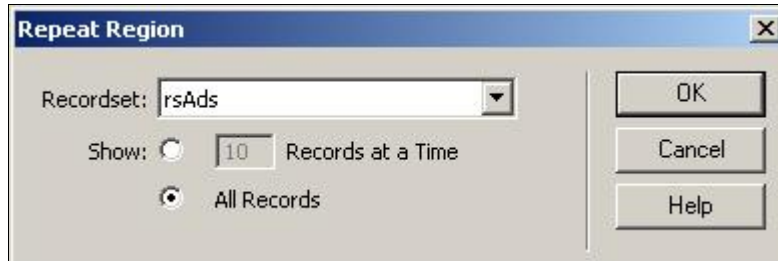 Repeat Region
Recordset: rsAds
Show: 10 Records at a Time
All Records
OK
Cancel
Help